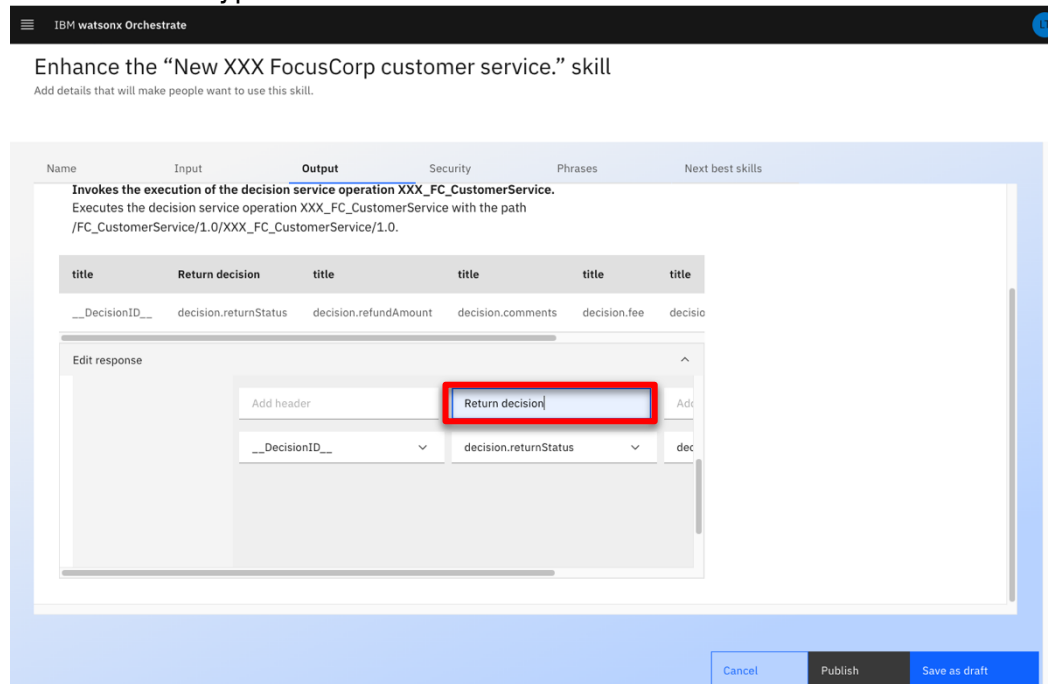 IBM watsonx Orchestrate
LT
Enhance the “New XXX FocusCorp customer service.” skill
Add details that will make people want to use this skill.
Name Input Output Security Phrases Next best skills
Invokes the execution of the decision service operation XXX_FC_CustomerService.
Executes the decision service operation XXX_FC_CustomerService with the path
/FC_CustomerService/1.0/XXX_FC_CustomerService/1.0.
title Return decision title title title title
__DecisionID__ decision.returnStatus decision.refundAmount decision.comments decision.fee decisio
Edit response
Add header Return decision Add
__DecisionID__ decision.returnStatus dec
Cancel Publish Save as draft